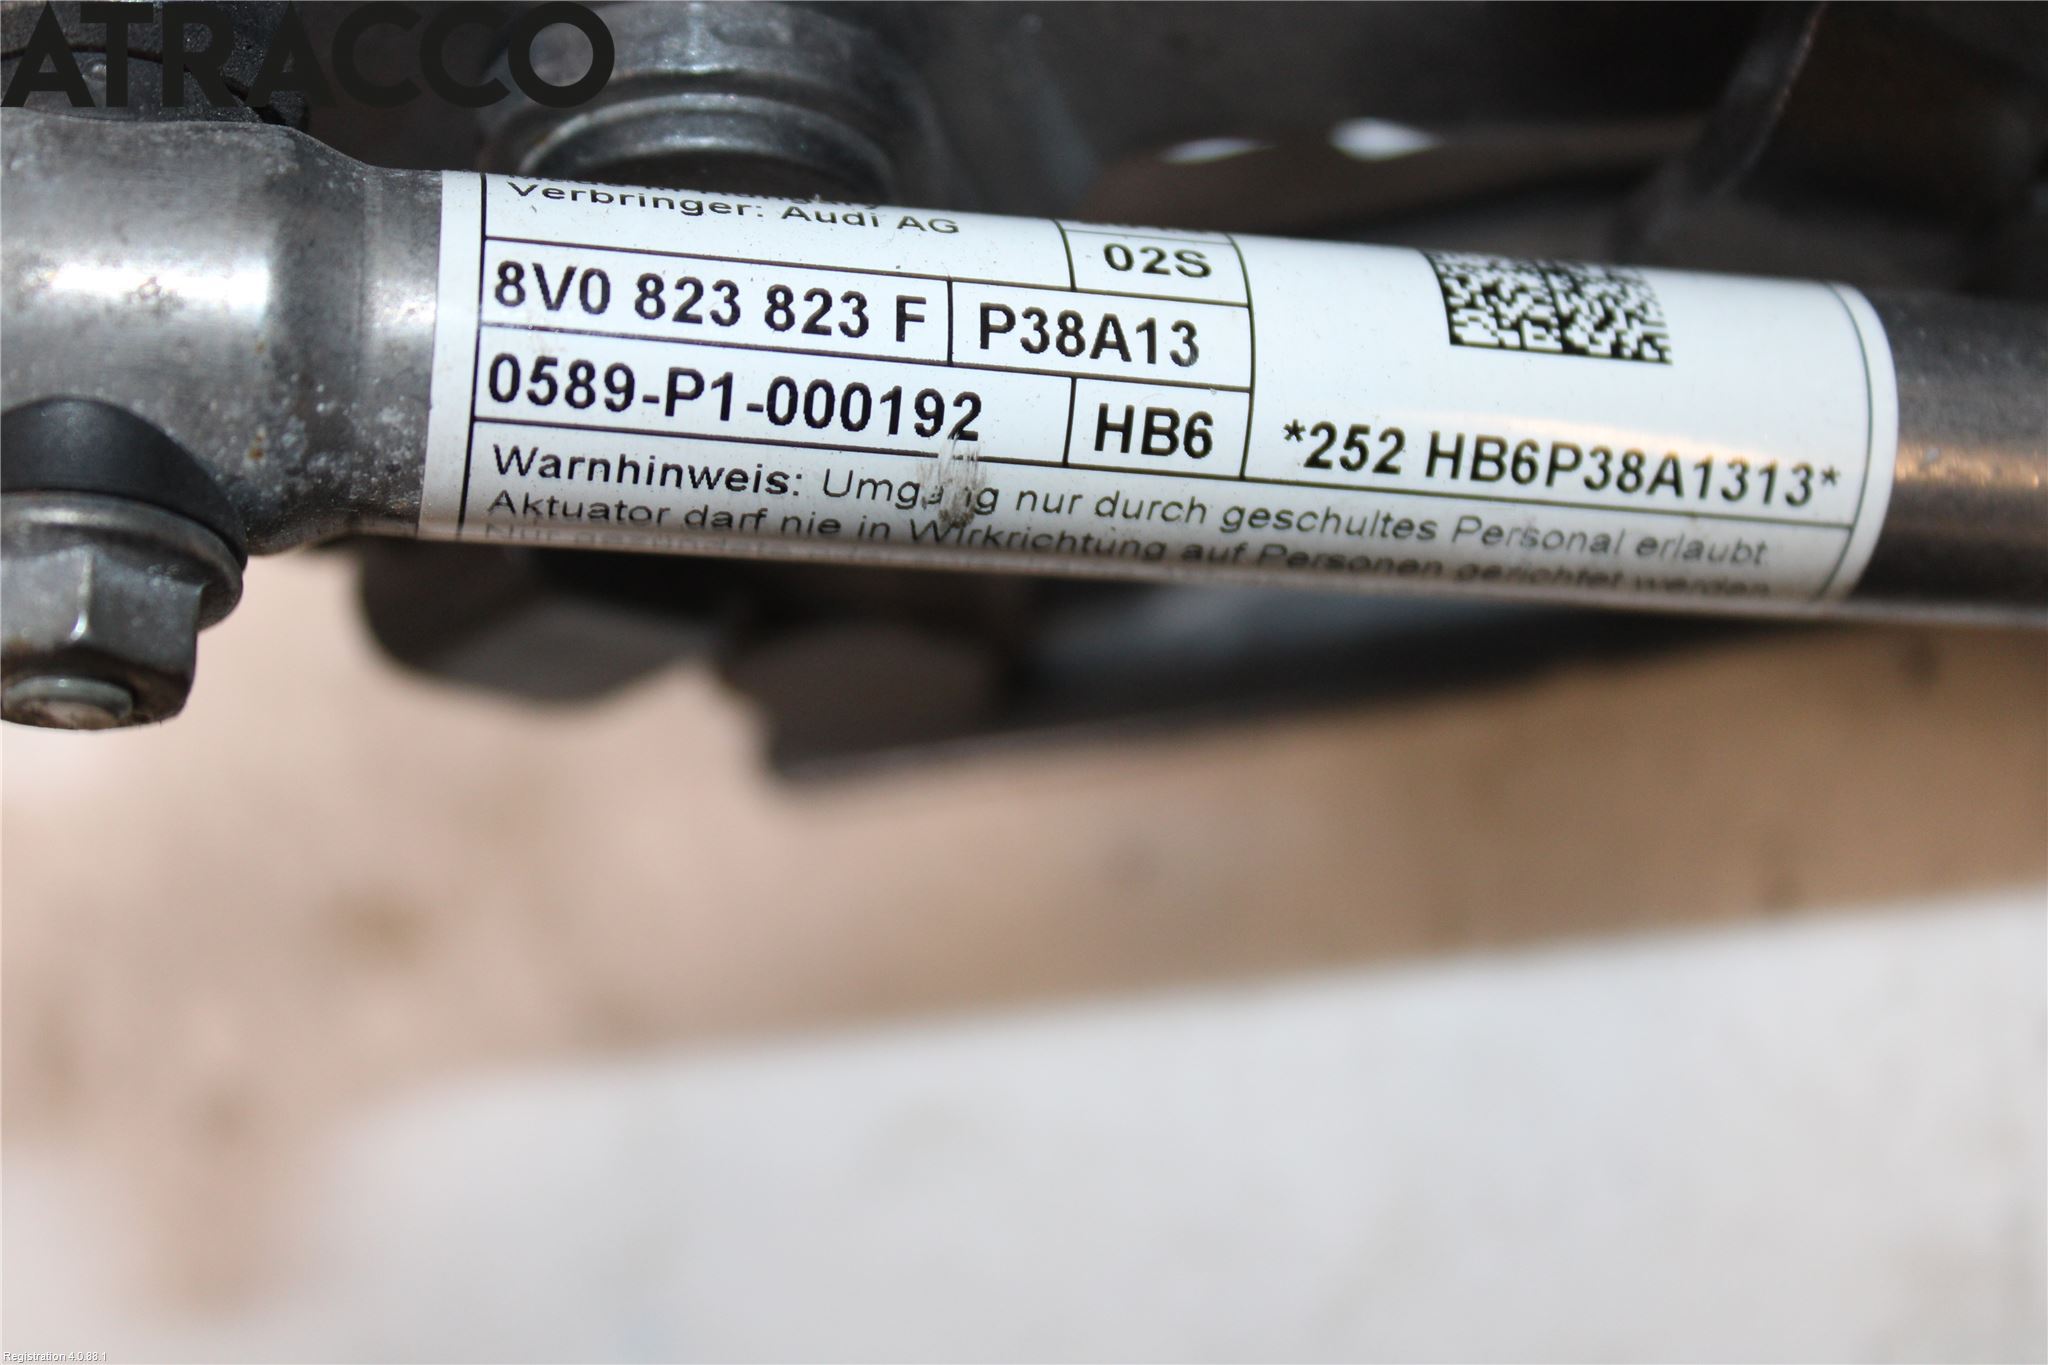 ATRACCO
Verbringer: Audi AG
02S
8V0 823 823 F
P38A13
0589-P1-000192
HB6
*252 HB6P38A1313*
Warnhinweis: Umgang nur durch geschultes Personal erlaubt
Aktuator darf nie in Wirkrichtung auf Personen gerichtet werden
Registration 4.0.88.1